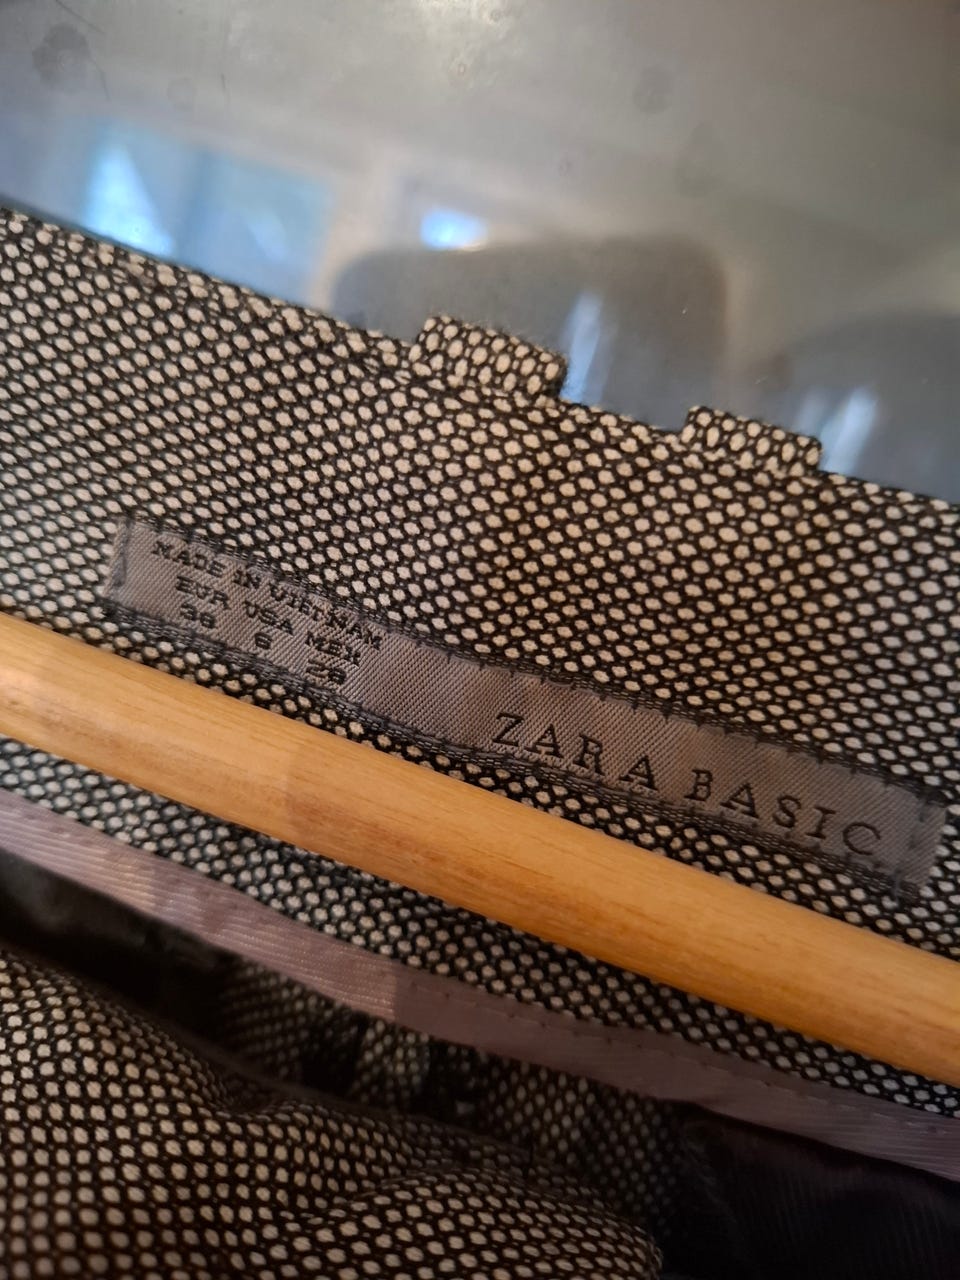 MADE IN VIETNAM
EUR USA MEX
38 6 28
ZARA BASIC